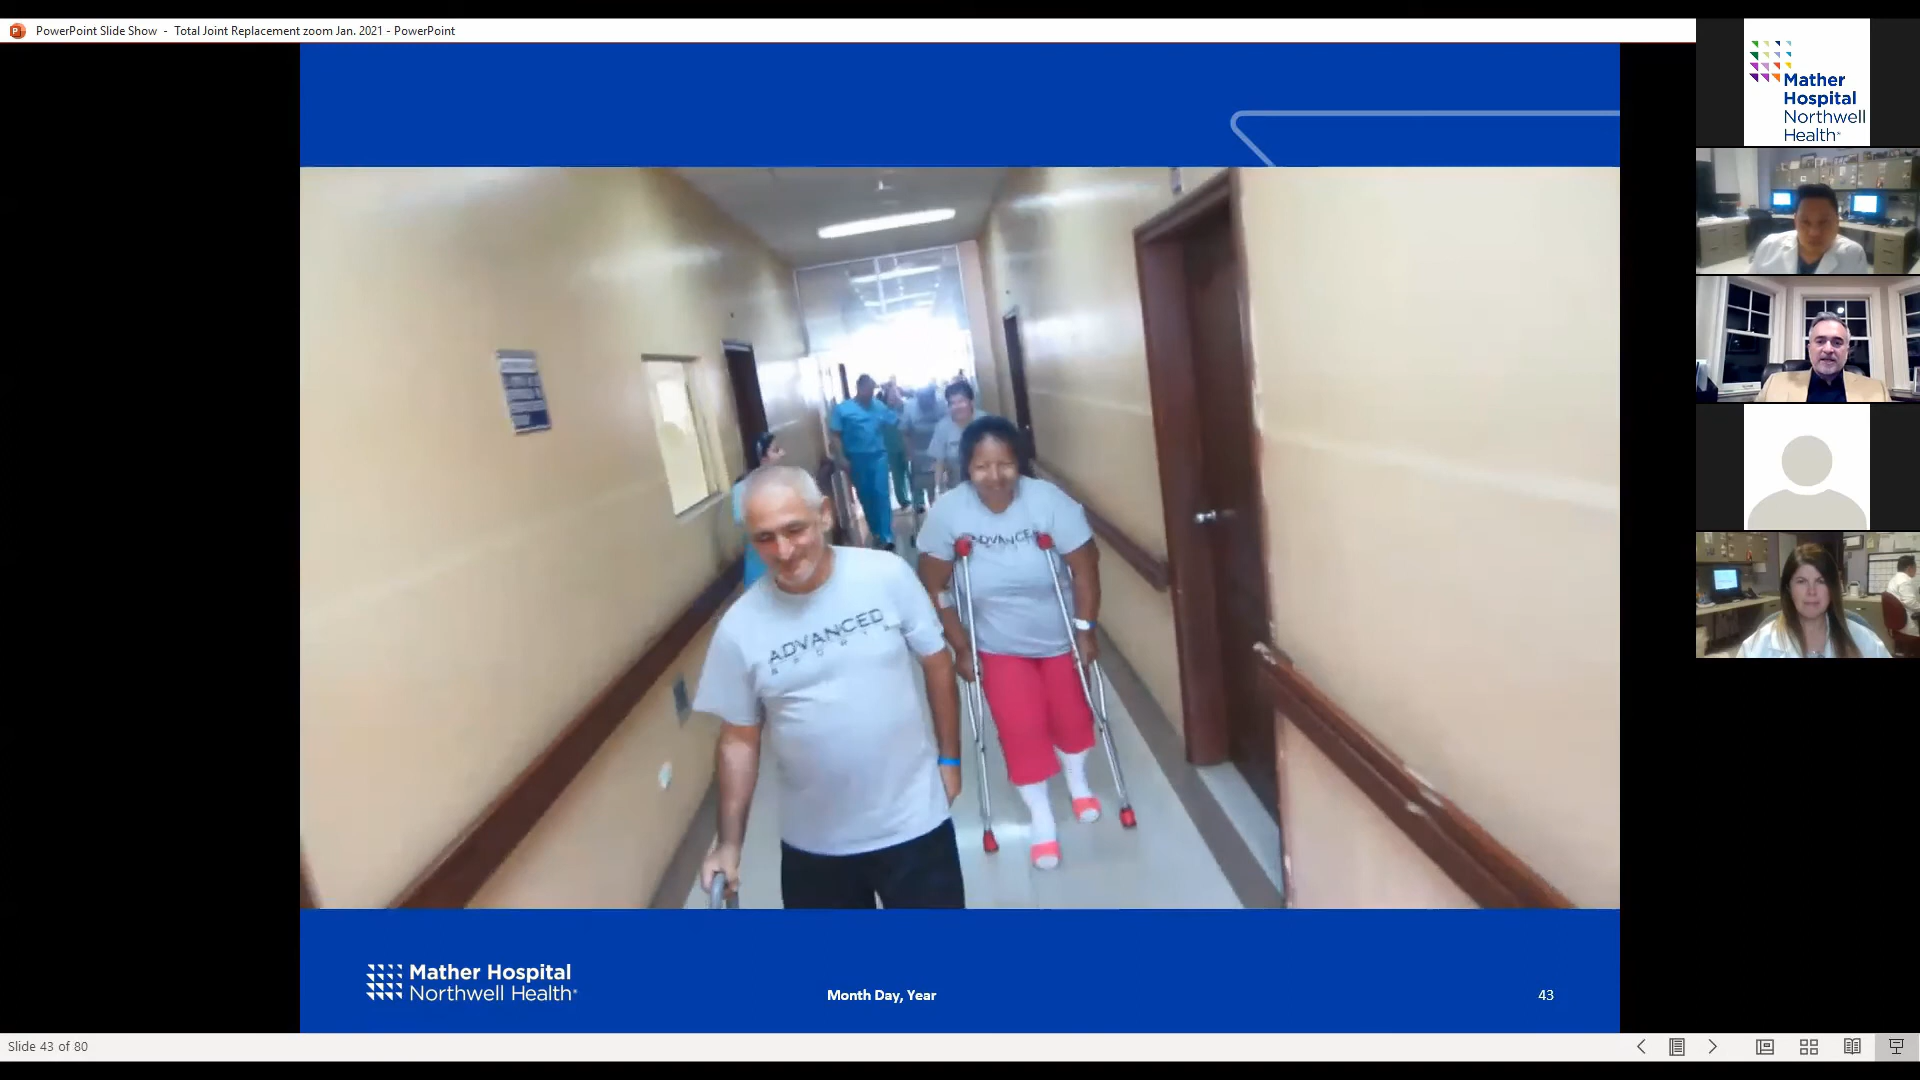 PowerPoint Slide Show - Total Joint Replacement zoom Jan. 2021 - PowerPoint
Mather
Hospital
Northwell
Health
ADVANCED
ADVANCED
Mather Hospital
Northwell Health
Month Day, Year
43
Slide 43 of 80